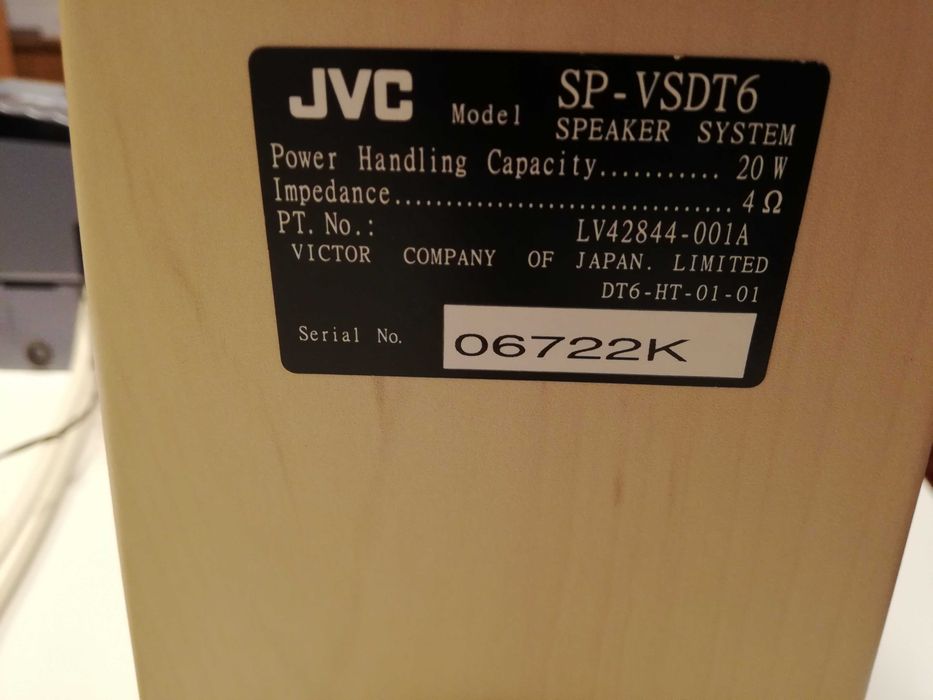 JVC Model SP-VSDT6
SPEAKER SYSTEM
Power Handling Capacity........... 20 W
Impedance................................. 4 Ω
PT. No.: LV42844-001A
VICTOR COMPANY OF JAPAN. LIMITED
DT6-HT-01-01
Serial No. 06722K